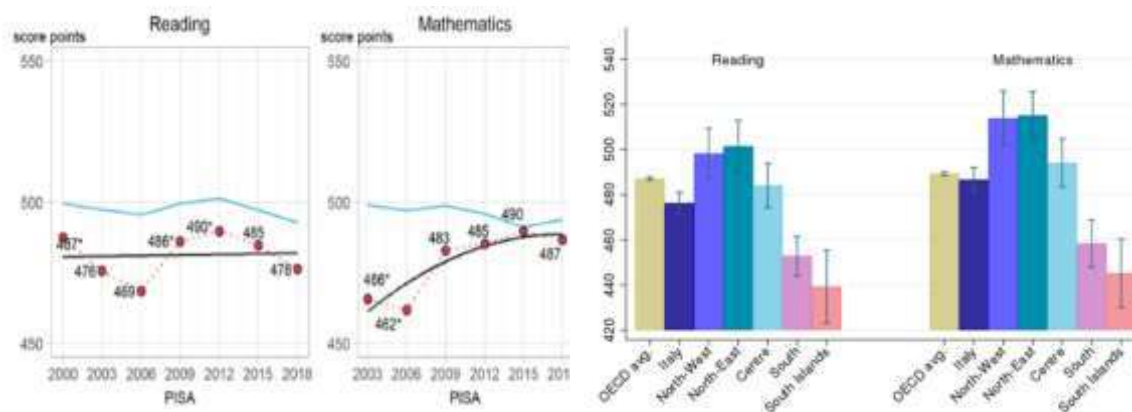 Reading
score points
550
500
450
487*
476
469
486*
490*
485
478
2000 2003 2006 2009 2012 2015 2018
PISA
Mathematics
score points
550
500
450
466*
462*
483
485
490
487
2003 2006 2009 2012 2015 2018
PISA
Reading
Mathematics
540
520
500
480
460
440
420
OECD avg.
Italy
North-West
North-East
Centre
South
South Islands
OECD avg.
Italy
North-West
North-East
Centre
South
South Islands